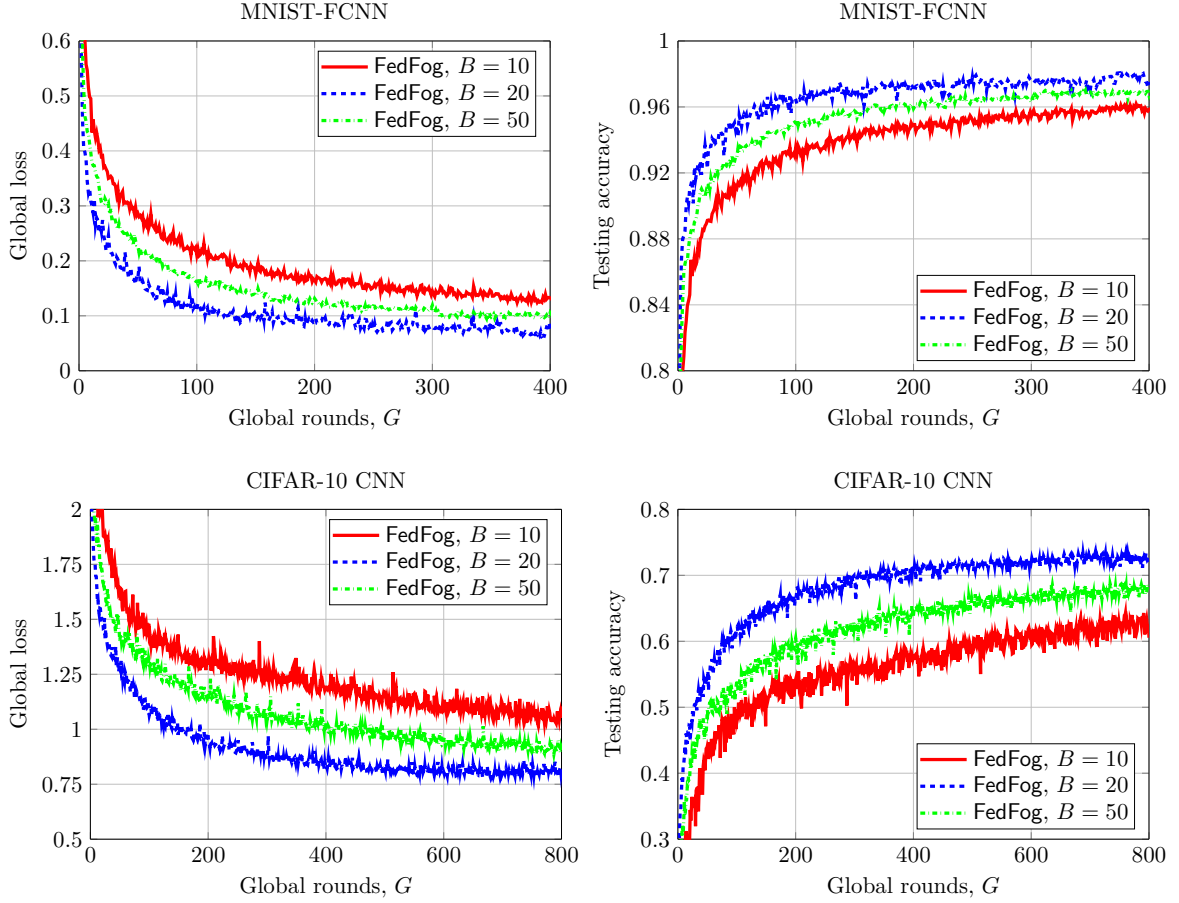 MNIST-FCNN
0.6
0.5
0.4
0.3
0.2
0.1
0
Global loss
FedFog, B = 10
FedFog, B = 20
FedFog, B = 50
0 100 200 300 400
Global rounds, G
MNIST-FCNN
1
0.96
0.92
0.88
0.84
0.8
Testing accuracy
FedFog, B = 10
FedFog, B = 20
FedFog, B = 50
0 100 200 300 400
Global rounds, G
CIFAR-10 CNN
2
1.75
1.5
1.25
1
0.75
0.5
Global loss
FedFog, B = 10
FedFog, B = 20
FedFog, B = 50
0 200 400 600 800
Global rounds, G
CIFAR-10 CNN
0.8
0.7
0.6
0.5
0.4
0.3
Testing accuracy
FedFog, B = 10
FedFog, B = 20
FedFog, B = 50
0 200 400 600 800
Global rounds, G